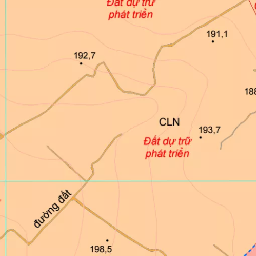 Đất dự trữ
phát triển
191,1
192,7
188
CLN
Đất dự trữ
phát triển
193,7
đường đất
198,5